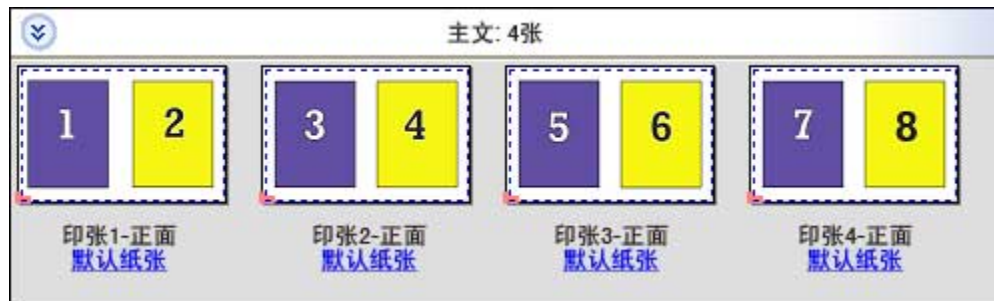 主文: 4张
1 2 3 4 5 6 7 8
印张1-正面 印张2-正面 印张3-正面 印张4-正面
默认纸张 默认纸张 默认纸张 默认纸张